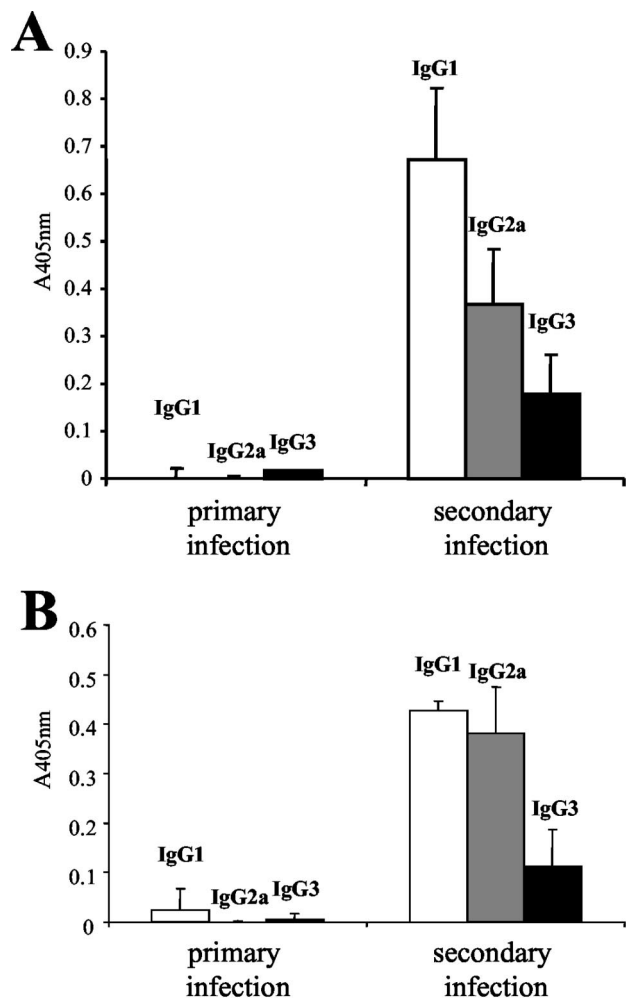 A
0.9
0.8
0.7
0.6
0.5
0.4
0.3
0.2
0.1
0
A405nm
IgG1
IgG2a
IgG3
IgG1
IgG2a
IgG3
primary
infection
secondary
infection
B
0.6
0.5
0.4
0.3
0.2
0.1
0
A405nm
IgG1
IgG2a
IgG3
IgG1
IgG2a
IgG3
primary
infection
secondary
infection